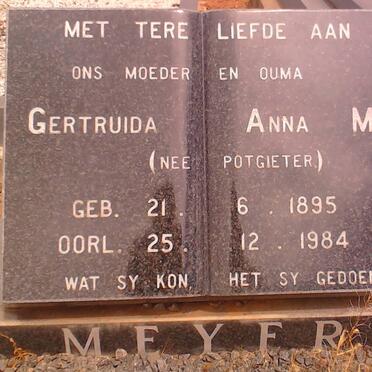 MET TERE LIEFDE AAN
ONS MOEDER EN OUMA
GERTRUIDA ANNA M
(NEE POTGIETER.)
GEB. 21. 6. 1895
OORL. 25. 12. 1984
WAT SY KON HET SY GEDOEN
MEYER